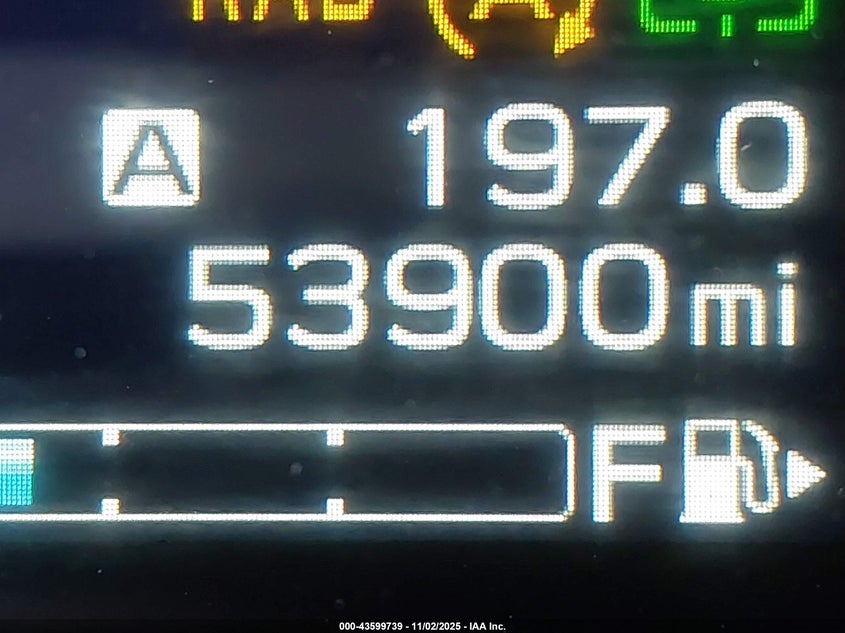 A 197.0
53900 mi
F
000-43599739 - 11/02/2025 - IAA Inc.